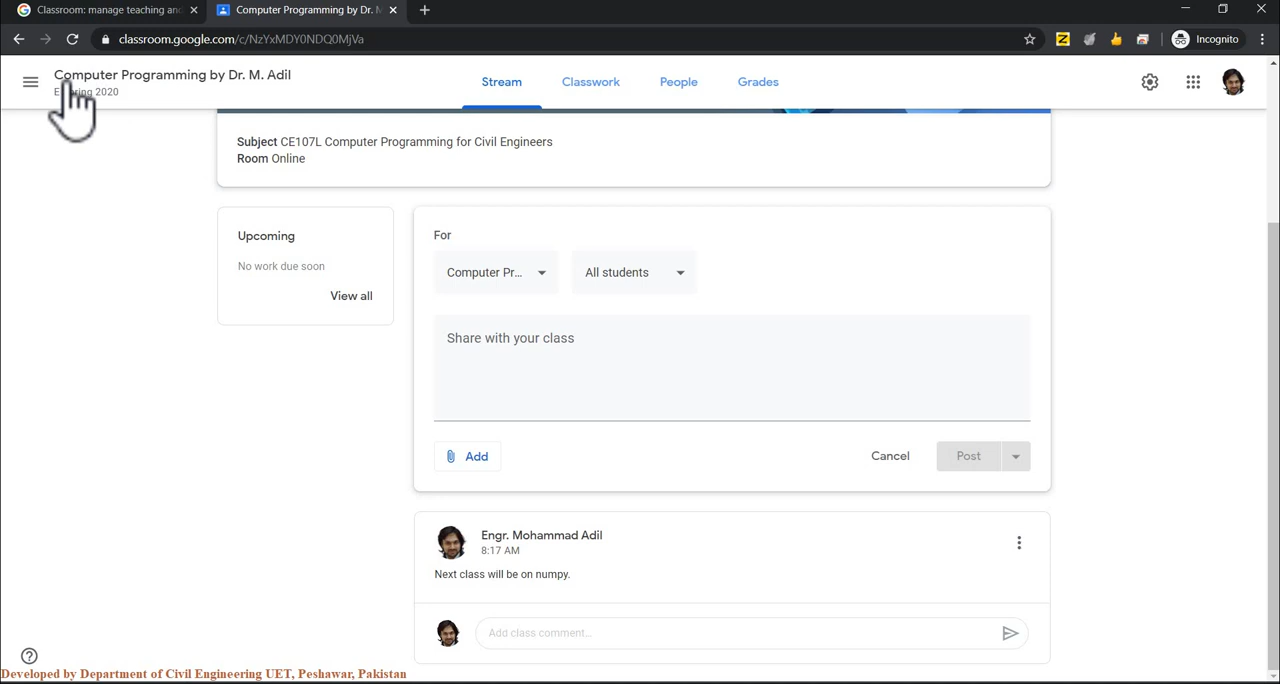 Classroom: manage teaching and
Computer Programming by Dr. M
classroom.google.com/c/NzYxMDY0NDQ0MjVa
Incognito
Computer Programming by Dr. M. Adil
2020
Stream
Classwork
People
Grades
Subject CE107L Computer Programming for Civil Engineers
Room Online
Upcoming
No work due soon
View all
For
Computer Pr...
All students
Share with your class
Add
Cancel
Post
Engr. Mohammad Adil
8:17 AM
Next class will be on numpy.
Add class comment...
Developed by Department of Civil Engineering UET, Peshawar, Pakistan